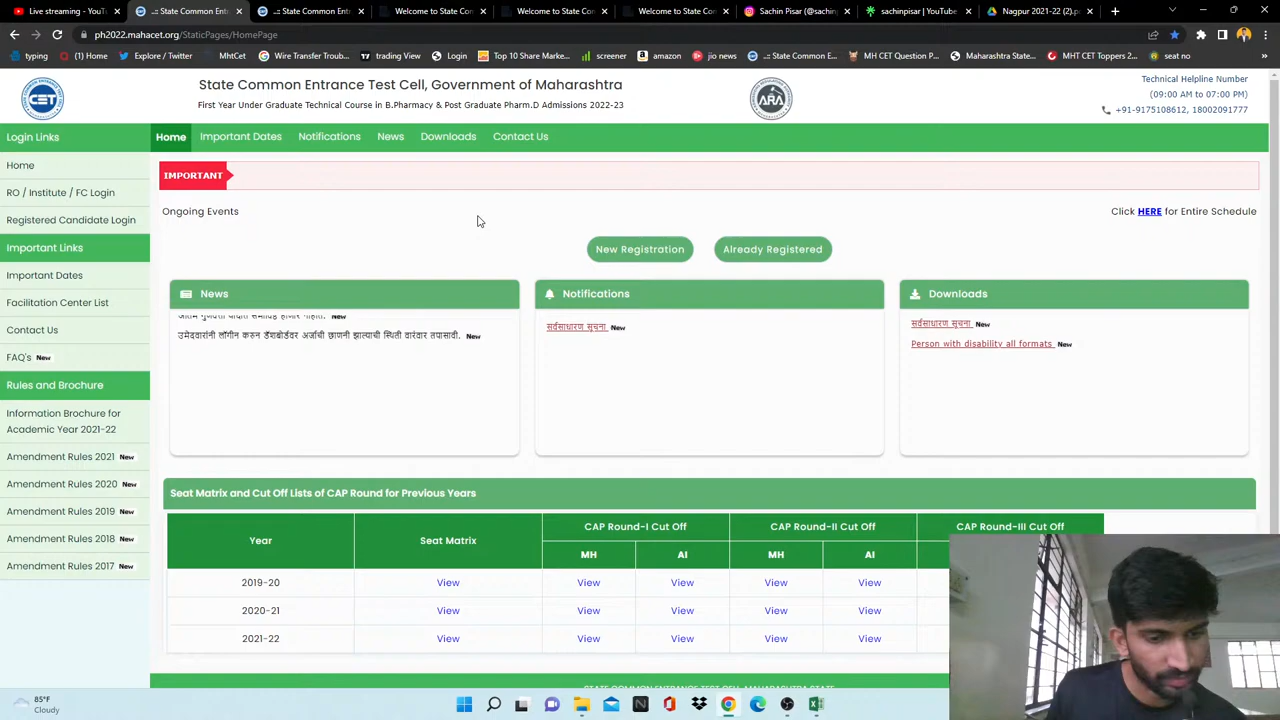 Live streaming - YouTu
..:: State Common Entr
..:: State Common Entr
Welcome to State Con
Welcome to State Con
Welcome to State Con
Sachin Pisar (@sachin
sachinpisar | YouTube
Nagpur 2021-22 (2).p
ph2022.mahacet.org/StaticPages/HomePage
typing
(1) Home
Explore / Twitter
MhtCet
Wire Transfer Troubl...
trading View
Login
Top 10 Share Marke...
screener
amazon
jio news
..:: State Common E...
MH CET Question P...
Maharashtra State...
MHT CET Toppers 2...
seat no
State Common Entrance Test Cell, Government of Maharashtra
First Year Under Graduate Technical Course in B.Pharmacy & Post Graduate Pharm.D Admissions 2022-23
CET
ARA
Technical Helpline Number
(09:00 AM to 07:00 PM)
+91-9175108612, 18002091777
Login Links
Home
RO / Institute / FC Login
Registered Candidate Login
Important Links
Important Dates
Facilitation Center List
Contact Us
FAQ's New
Rules and Brochure
Information Brochure for
Academic Year 2021-22
Amendment Rules 2021 New
Amendment Rules 2020 New
Amendment Rules 2019 New
Amendment Rules 2018 New
Amendment Rules 2017 New
Home Important Dates Notifications News Downloads Contact Us
IMPORTANT
Ongoing Events
Click HERE for Entire Schedule
New Registration Already Registered
News
New
उमेदवारांनी लॉगीन करुन डॅशबोर्डवर अर्जाची छाणनी झाल्याची स्थिती वारंवार तपासावी. New
Notifications
सर्वसाधारण सूचना New
Downloads
सर्वसाधारण सूचना New
Person with disability all formats New
Seat Matrix and Cut Off Lists of CAP Round for Previous Years
Year Seat Matrix CAP Round-I Cut Off CAP Round-II Cut Off CAP Round-III Cut Off
MH AI MH AI
2019-20 View View View View View
2020-21 View View View View View
2021-22 View View View View View
85°F
Cloudy